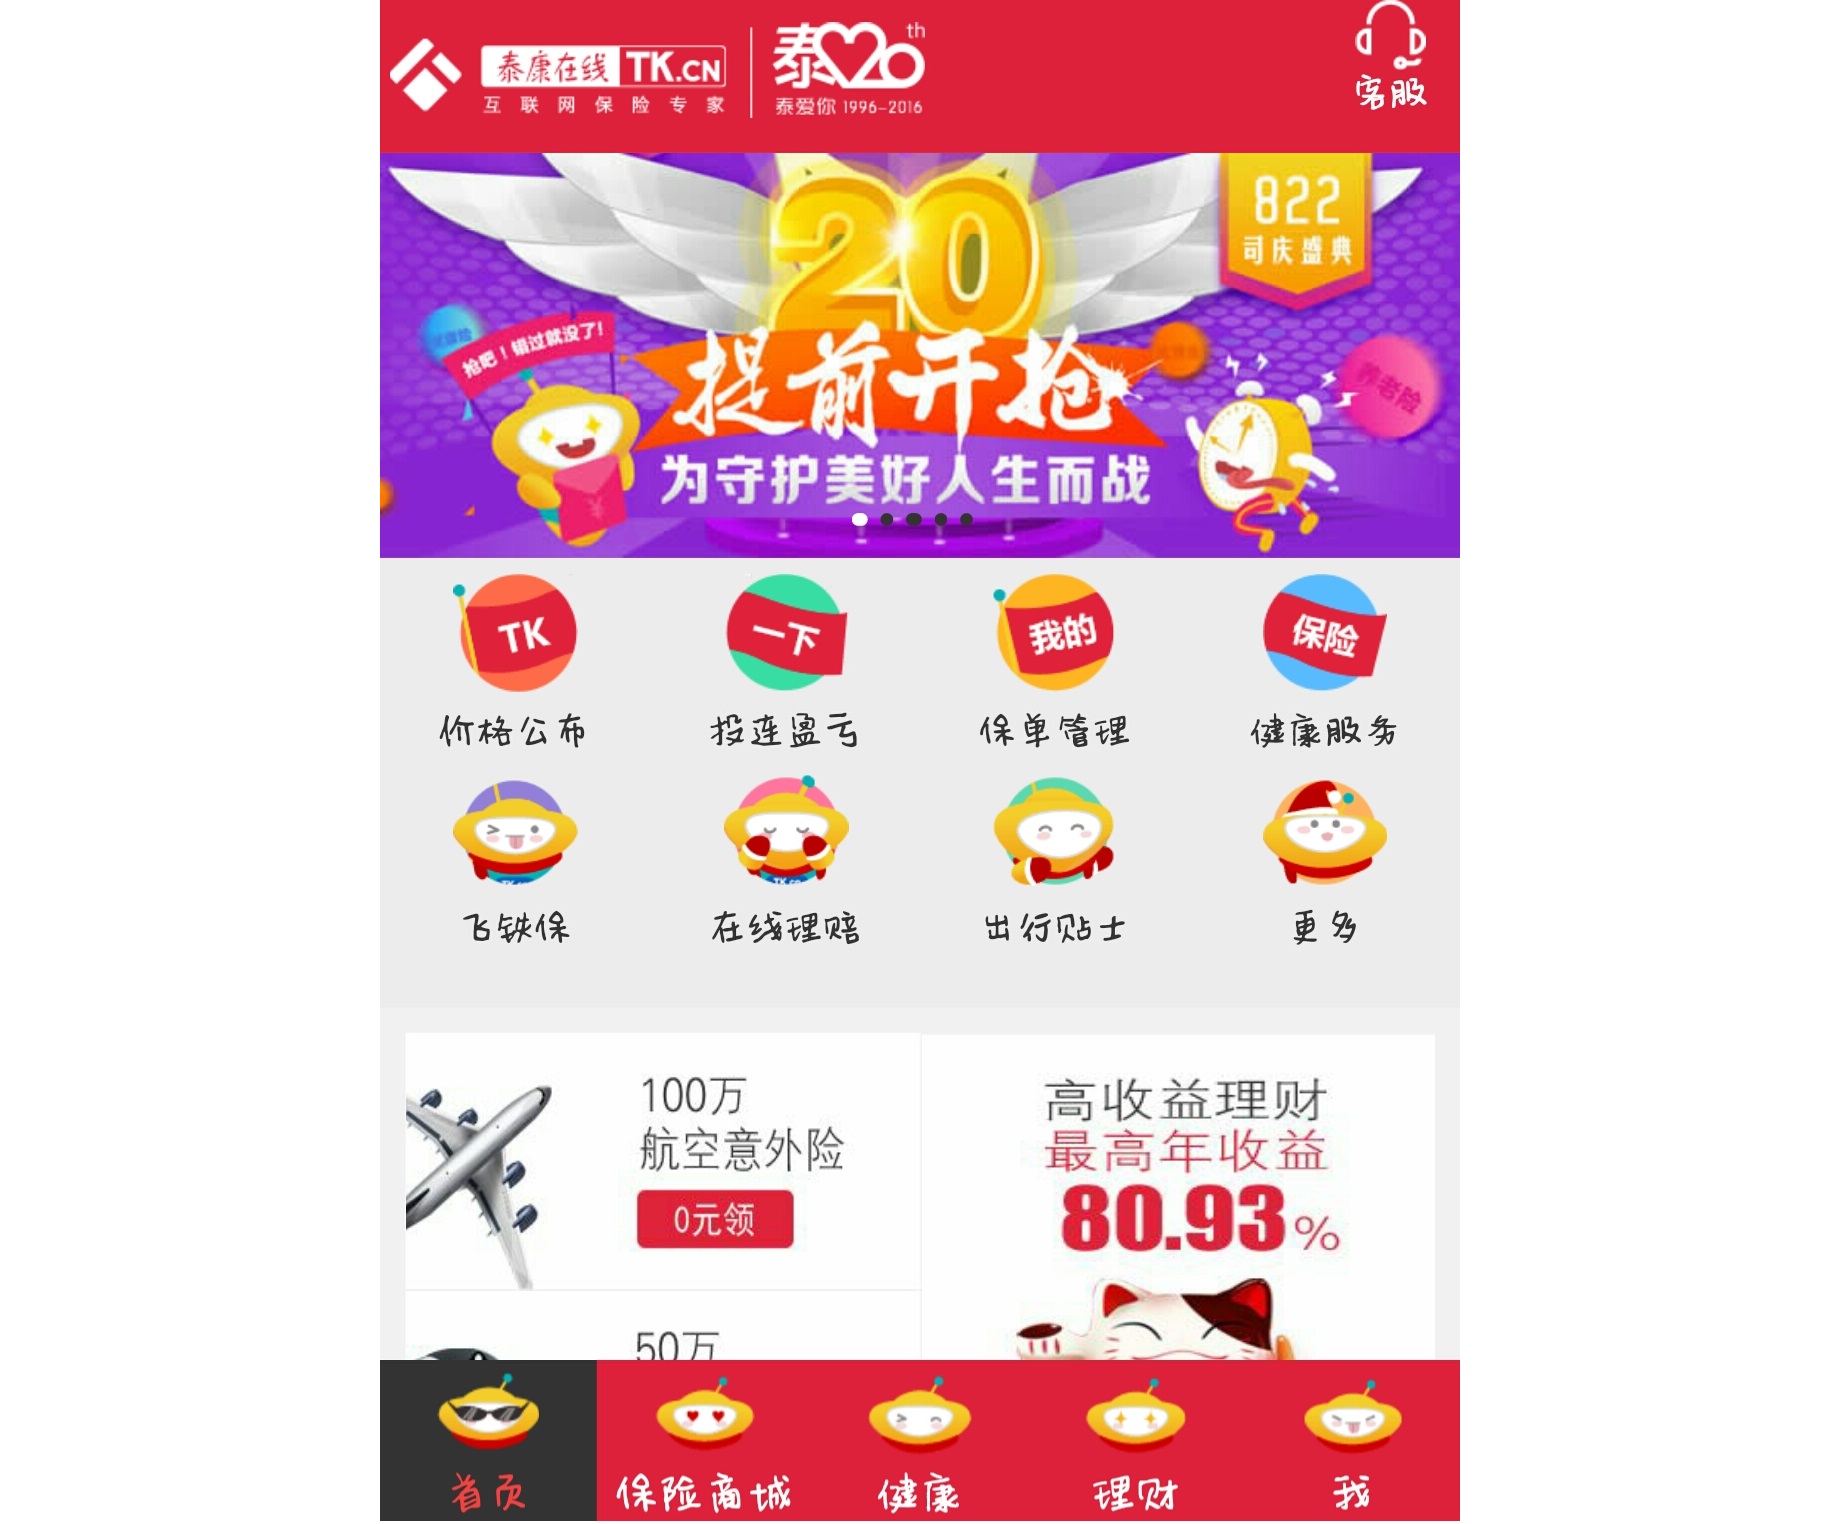 泰康在线 TK.CN
互联网保险专家
泰 20th
泰爱你 1996-2016
客服
20
822
司庆盛典
抢吧！错过就没了！
提前开抢
养老险
为守护美好人生而战
TK
一下
我的
保险
价格公布
投连盈亏
保单管理
健康服务
飞铁保
在线理赔
出行贴士
更多
100万
航空意外险
0元领
高收益理财
最高年收益
80.93%
50万
首页
保险商城
健康
理财
我